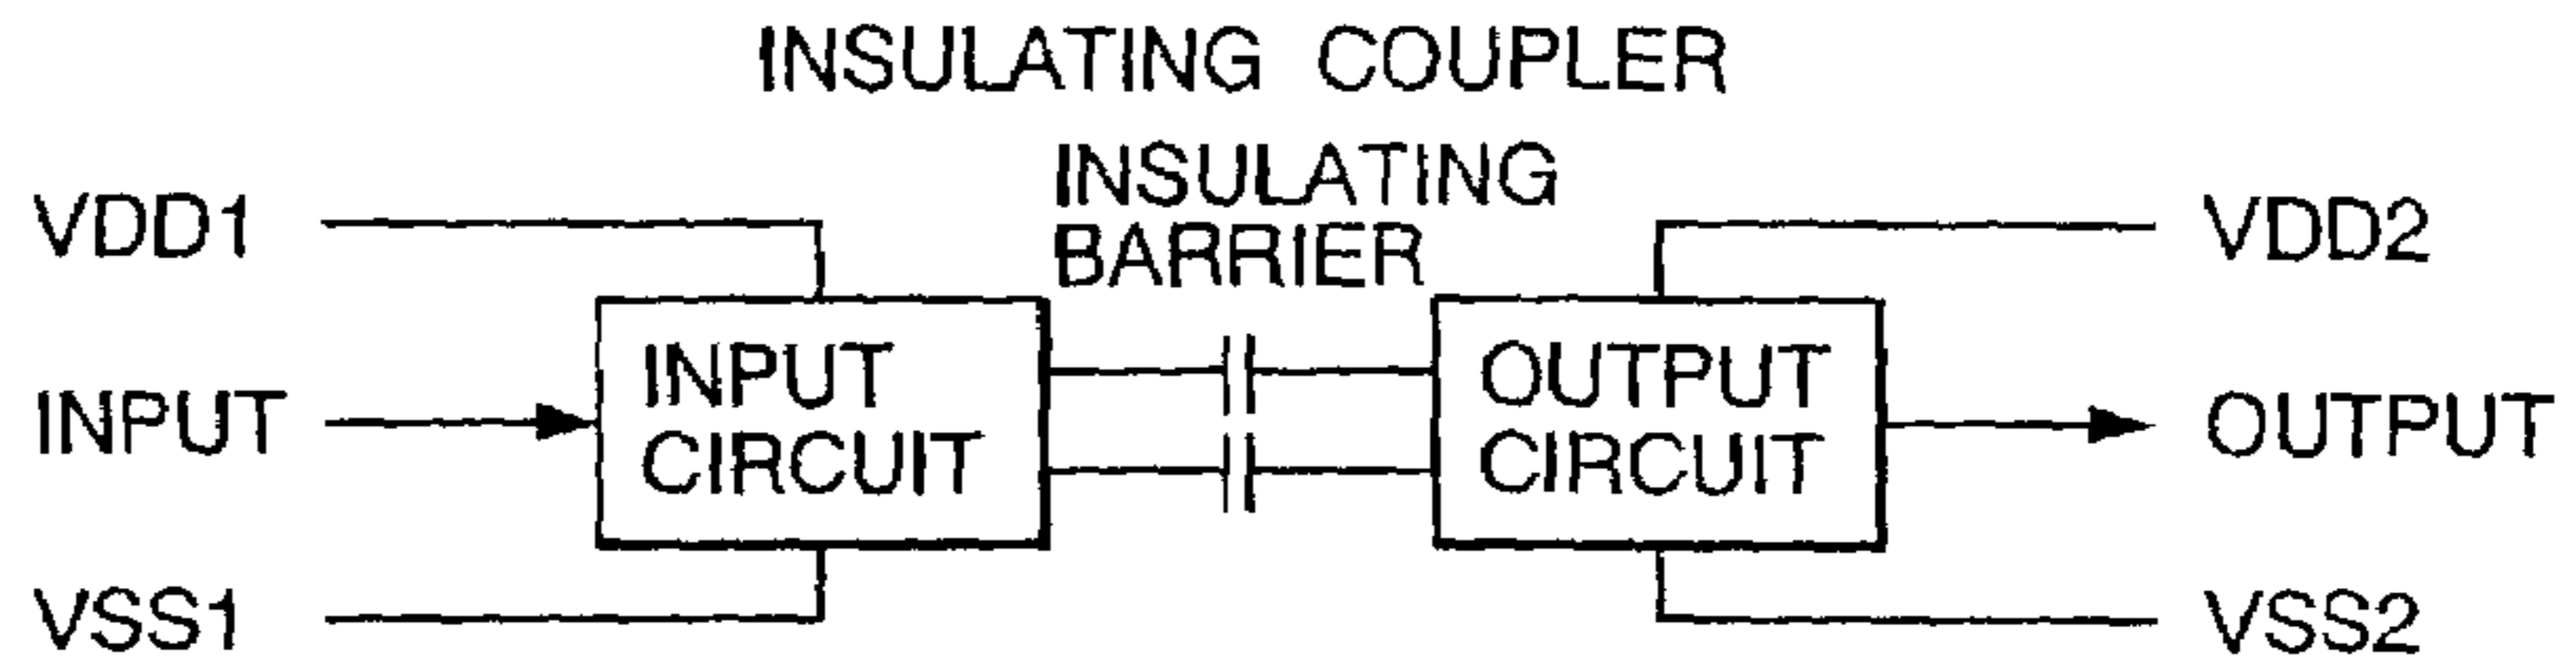 INSULATING COUPLER
INSULATING
BARRIER
VDD1
VDD2
INPUT
INPUT
CIRCUIT
OUTPUT
CIRCUIT
OUTPUT
VSS1
VSS2